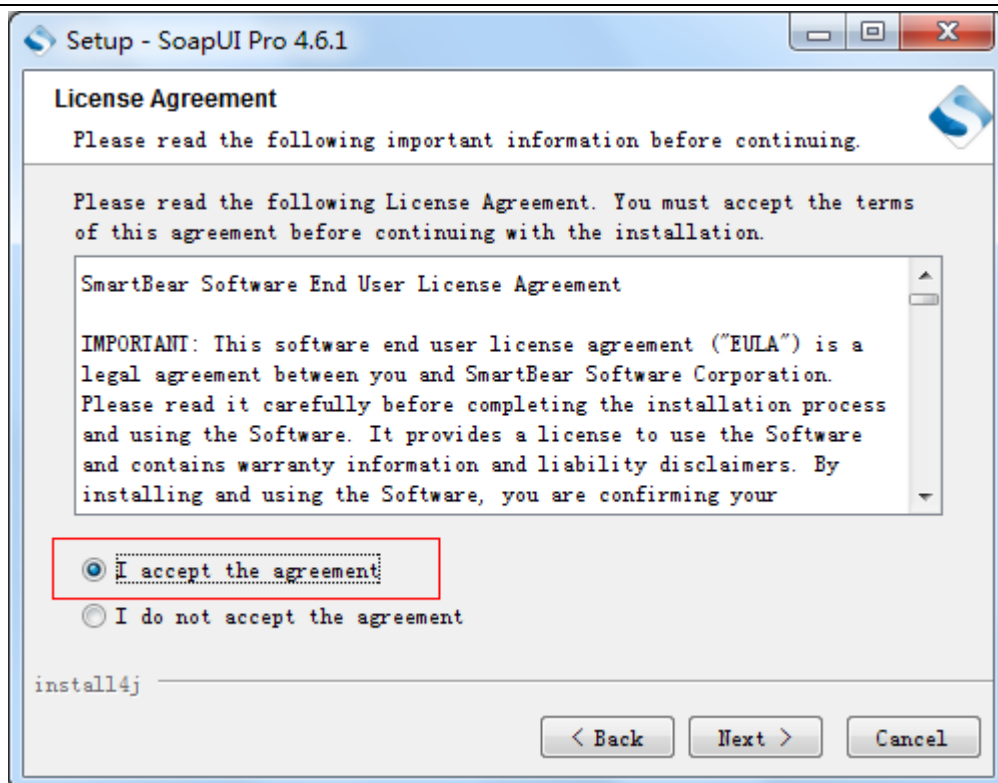 Setup - SoapUI Pro 4.6.1
License Agreement
Please read the following important information before continuing.
Please read the following License Agreement. You must accept the terms
of this agreement before continuing with the installation.
SmartBear Software End User License Agreement
IMPORTANT: This software end user license agreement ("EULA") is a
legal agreement between you and SmartBear Software Corporation.
Please read it carefully before completing the installation process
and using the Software. It provides a license to use the Software
and contains warranty information and liability disclaimers. By
installing and using the Software, you are confirming your
I accept the agreement
I do not accept the agreement
install4j
< Back Next > Cancel